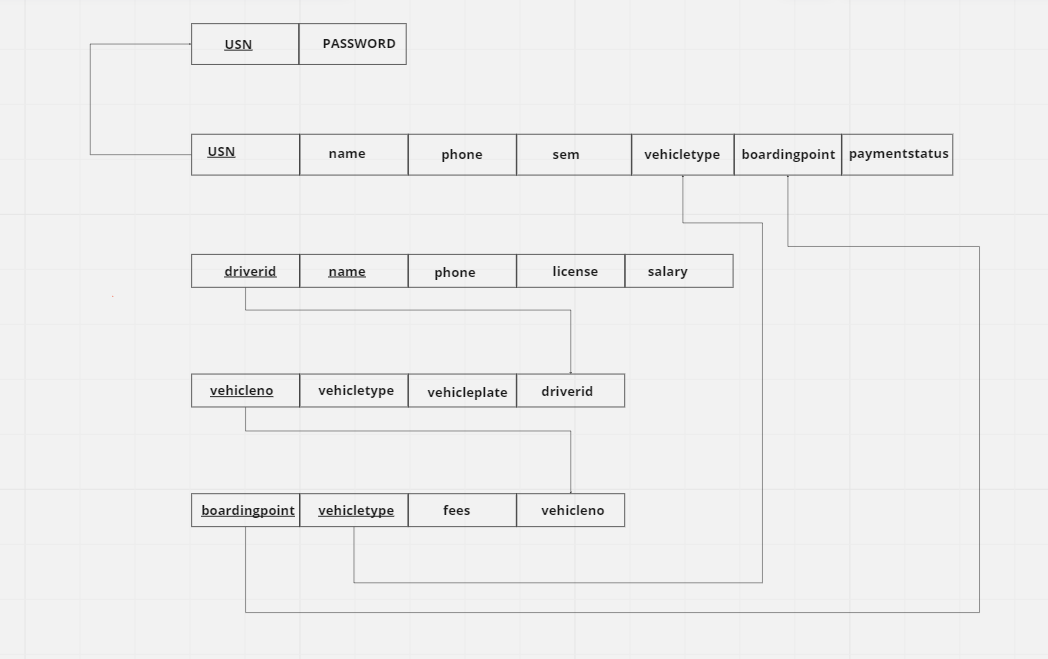 USN PASSWORD
USN name phone sem vehicletype boardingpoint paymentstatus
driverid name phone license salary
vehicleno vehicletype vehicleplate driverid
boardingpoint vehicletype fees vehicleno